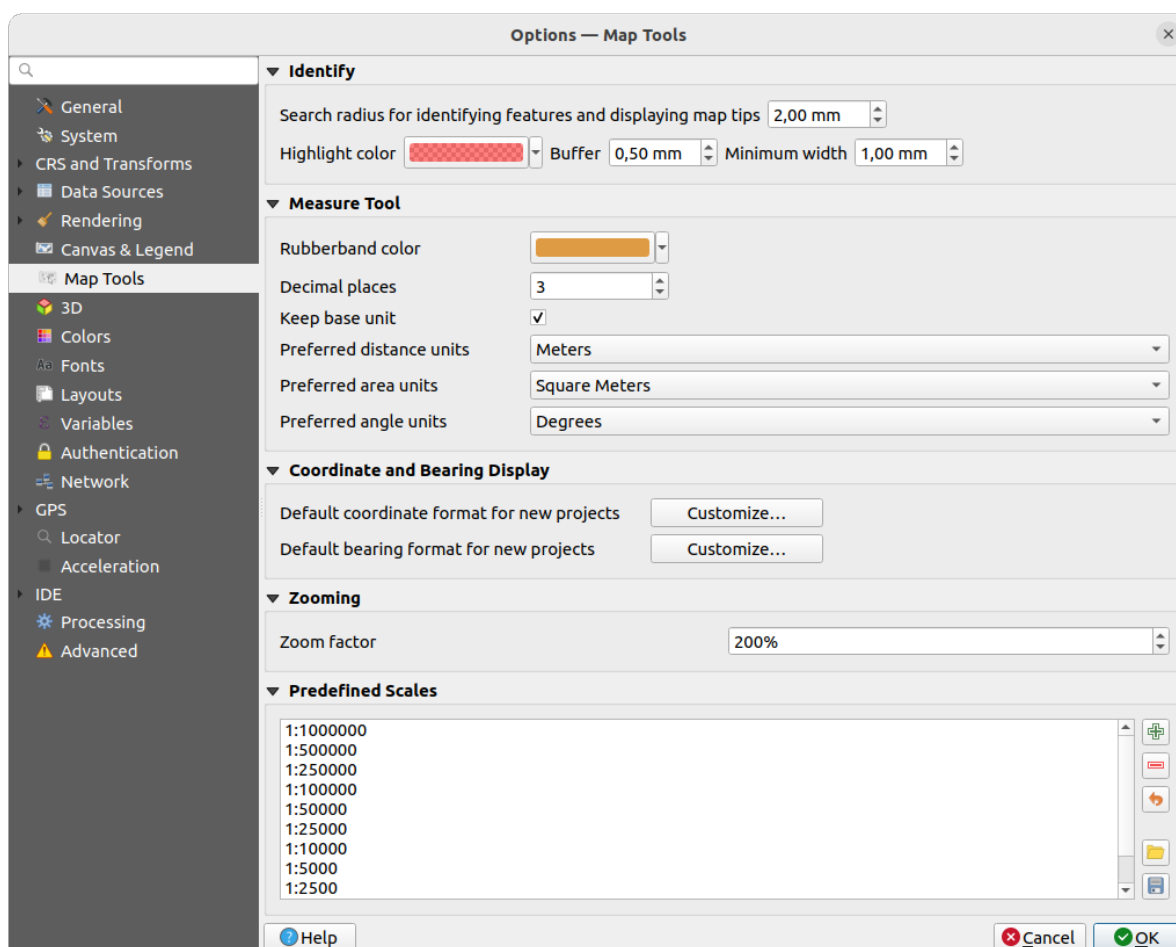 Options — Map Tools
General
System
CRS and Transforms
Data Sources
Rendering
Canvas & Legend
Map Tools
3D
Colors
Fonts
Layouts
Variables
Authentication
Network
GPS
Locator
Acceleration
IDE
Processing
Advanced
Identify
Search radius for identifying features and displaying map tips 2,00 mm
Highlight color Buffer 0,50 mm Minimum width 1,00 mm
Measure Tool
Rubberband color
Decimal places 3
Keep base unit
Preferred distance units Meters
Preferred area units Square Meters
Preferred angle units Degrees
Coordinate and Bearing Display
Default coordinate format for new projects Customize...
Default bearing format for new projects Customize...
Zooming
Zoom factor 200%
Predefined Scales
1:1000000
1:500000
1:250000
1:100000
1:50000
1:25000
1:10000
1:5000
1:2500
Help Cancel OK